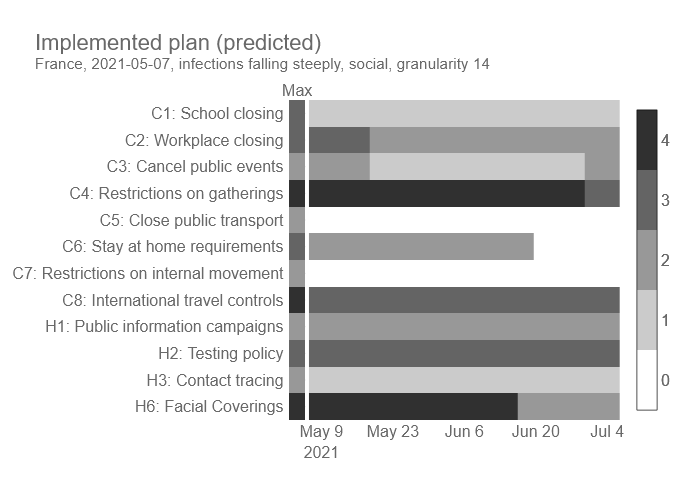 Implemented plan (predicted)
France, 2021-05-07, infections falling steeply, social, granularity 14
Max
C1: School closing
C2: Workplace closing
C3: Cancel public events
C4: Restrictions on gatherings
C5: Close public transport
C6: Stay at home requirements
C7: Restrictions on internal movement
C8: International travel controls
H1: Public information campaigns
H2: Testing policy
H3: Contact tracing
H6: Facial Coverings
4
3
2
1
0
May 9 May 23 Jun 6 Jun 20 Jul 4
2021